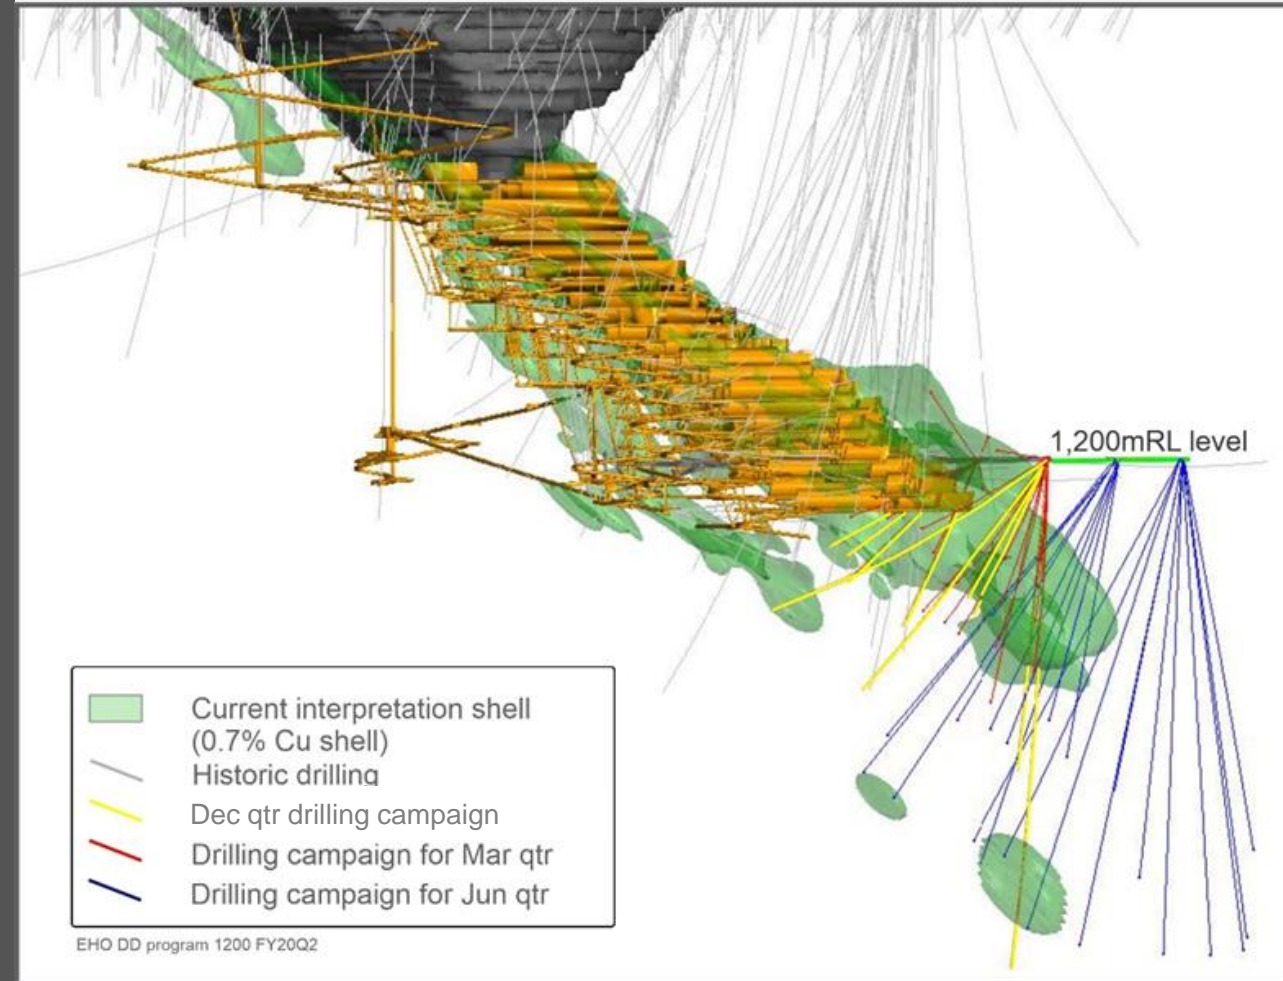 1,200mRL level
Current interpretation shell
(0.7% Cu shell)
Historic drilling
Dec qtr drilling campaign
Drilling campaign for Mar qtr
Drilling campaign for Jun qtr
EHO DD program 1200 FY20Q2